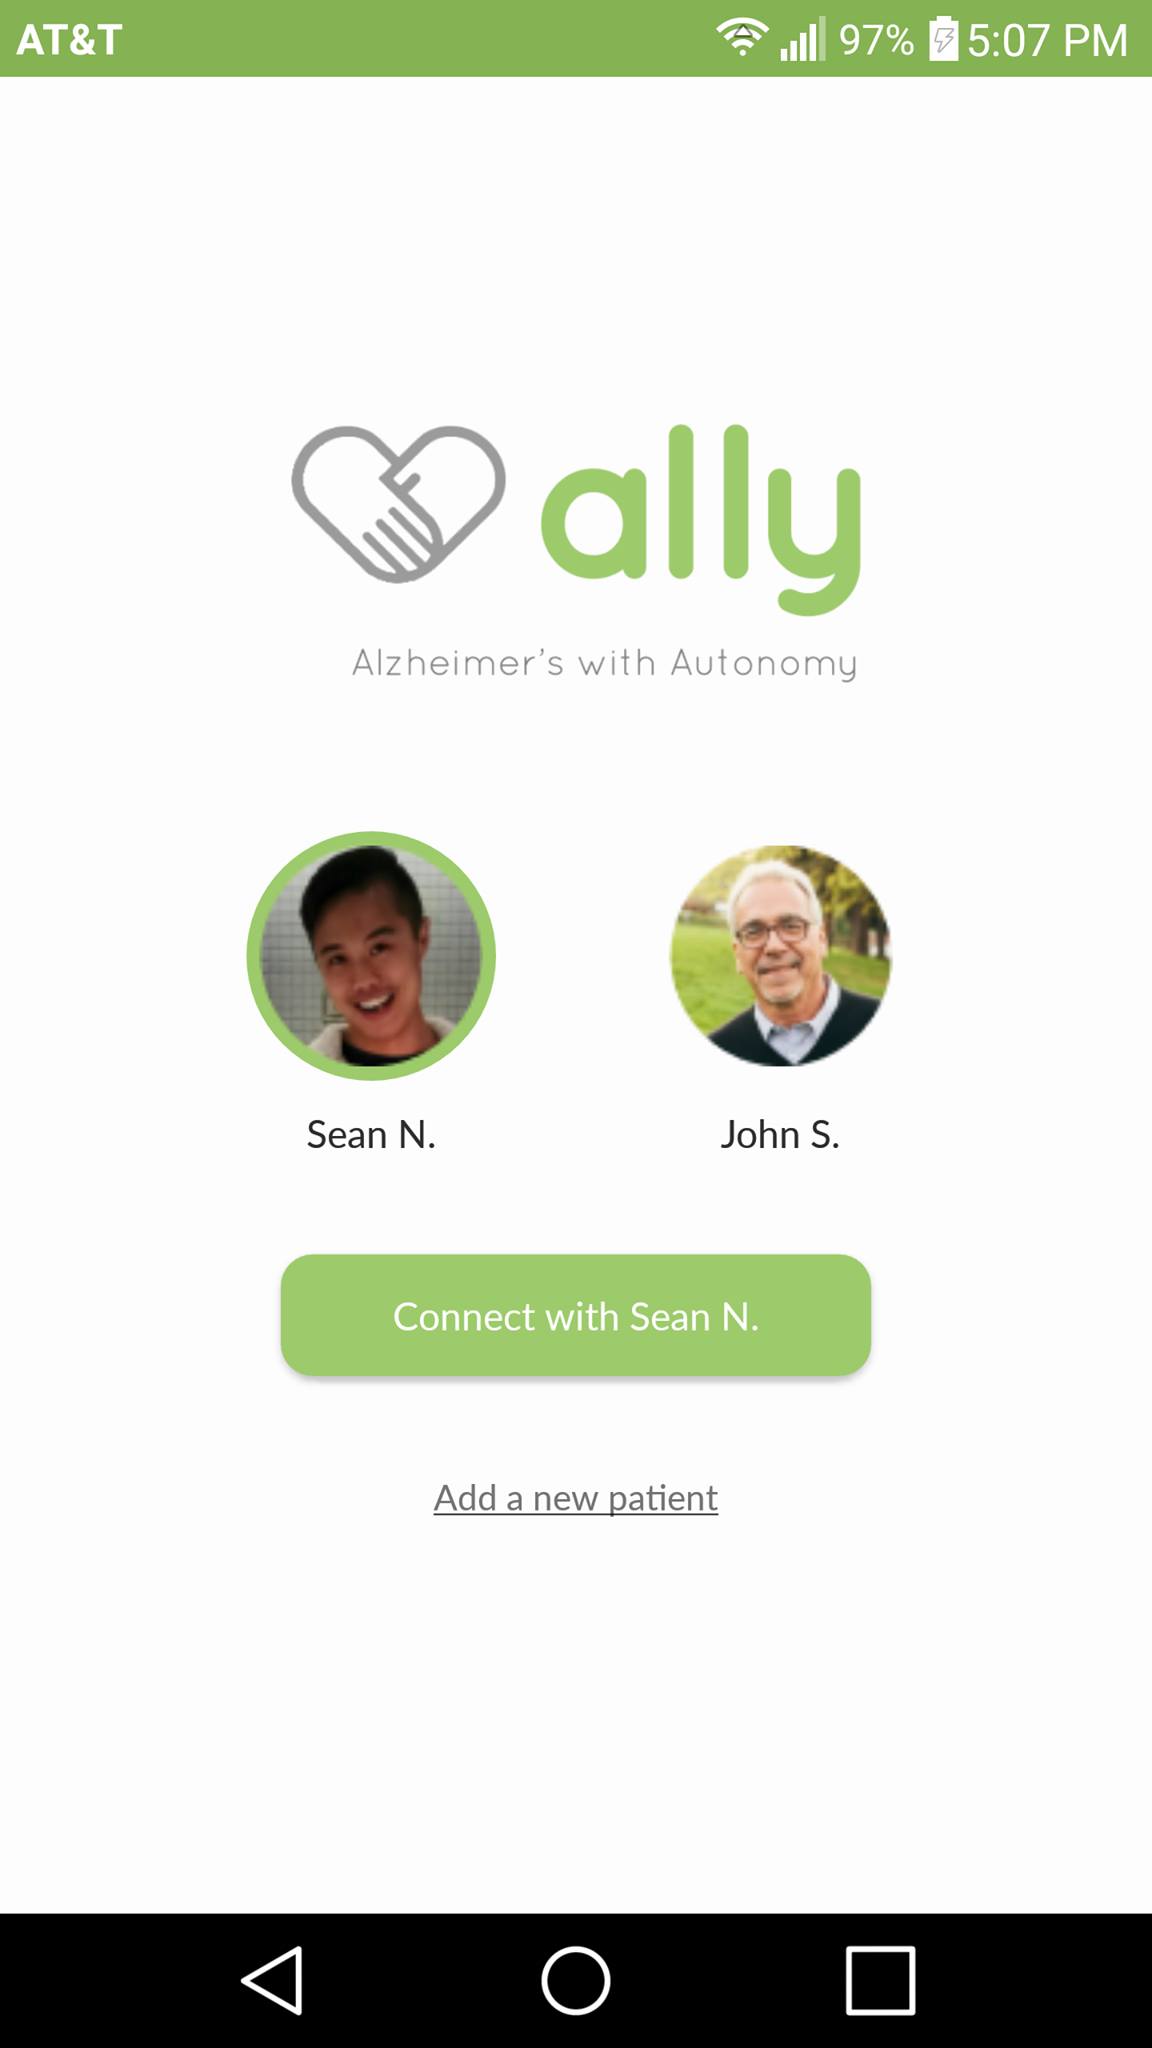 AT&T 97% 5:07 PM
ally
Alzheimer's with Autonomy
Sean N. John S.
Connect with Sean N.
Add a new patient